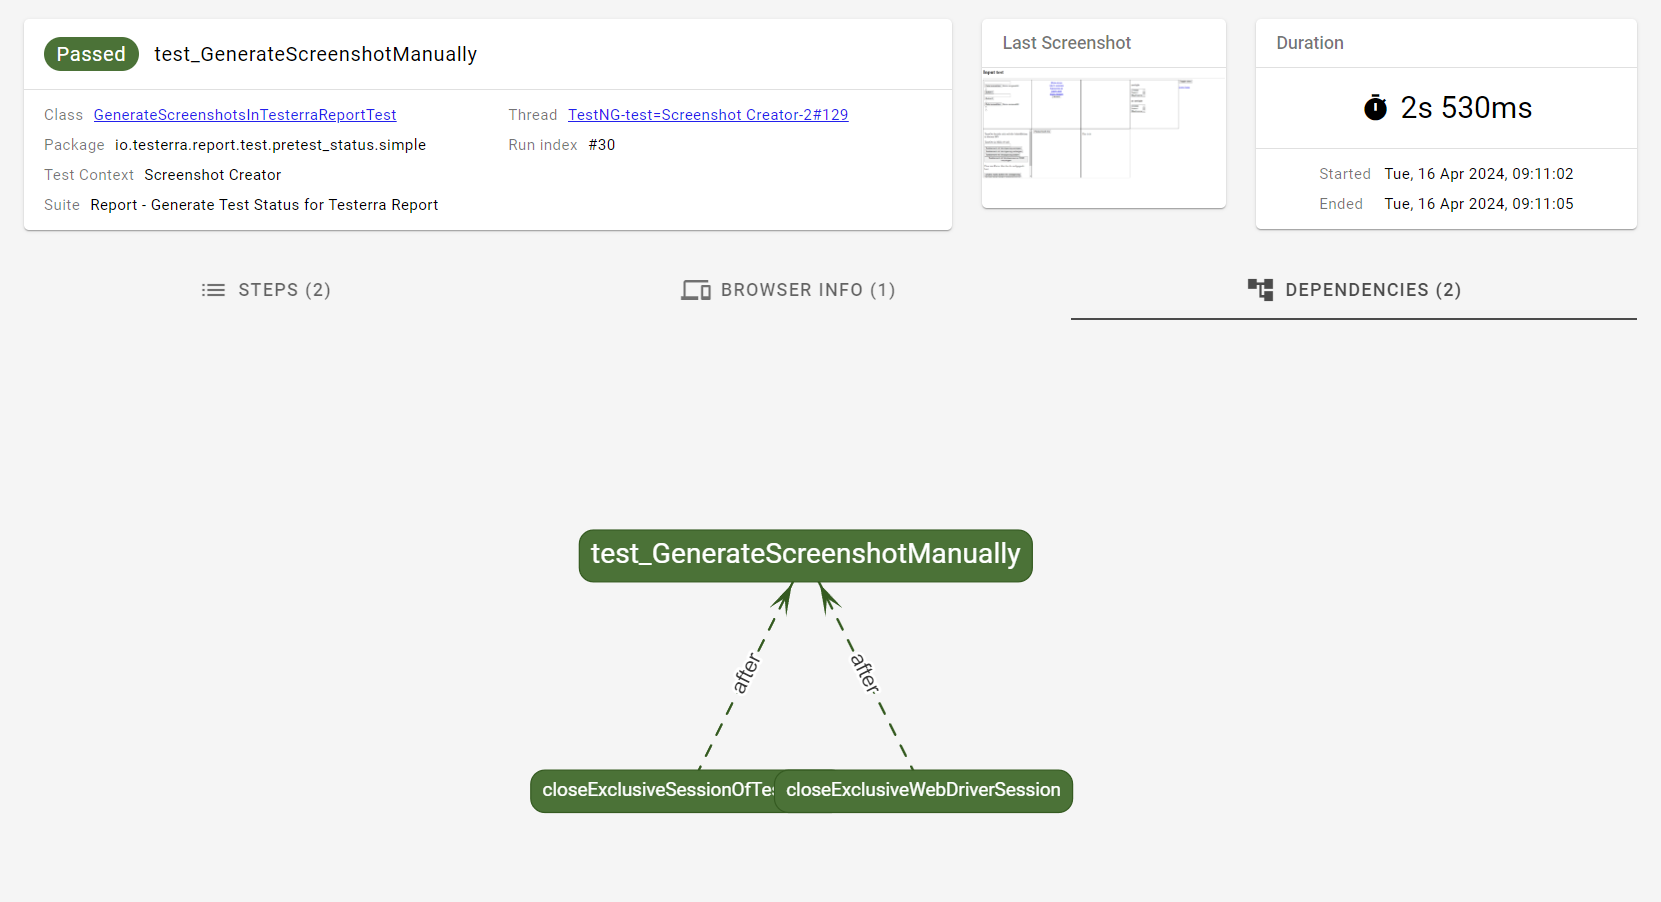 Passed test_GenerateScreenshotManually
Class GenerateScreenshotsInTesterraReportTest
Package io.testerra.report.test.pretest_status.simple
Test Context Screenshot Creator
Suite Report - Generate Test Status for Testerra Report
Thread TestNG-test=Screenshot Creator-2#129
Run index #30
Last Screenshot
Input test
Duration
2s 530ms
Started Tue, 16 Apr 2024, 09:11:02
Ended Tue, 16 Apr 2024, 09:11:05
STEPS (2)
BROWSER INFO (1)
DEPENDENCIES (2)
test_GenerateScreenshotManually
after
after
closeExclusiveSessionOfTes
closeExclusiveWebDriverSession